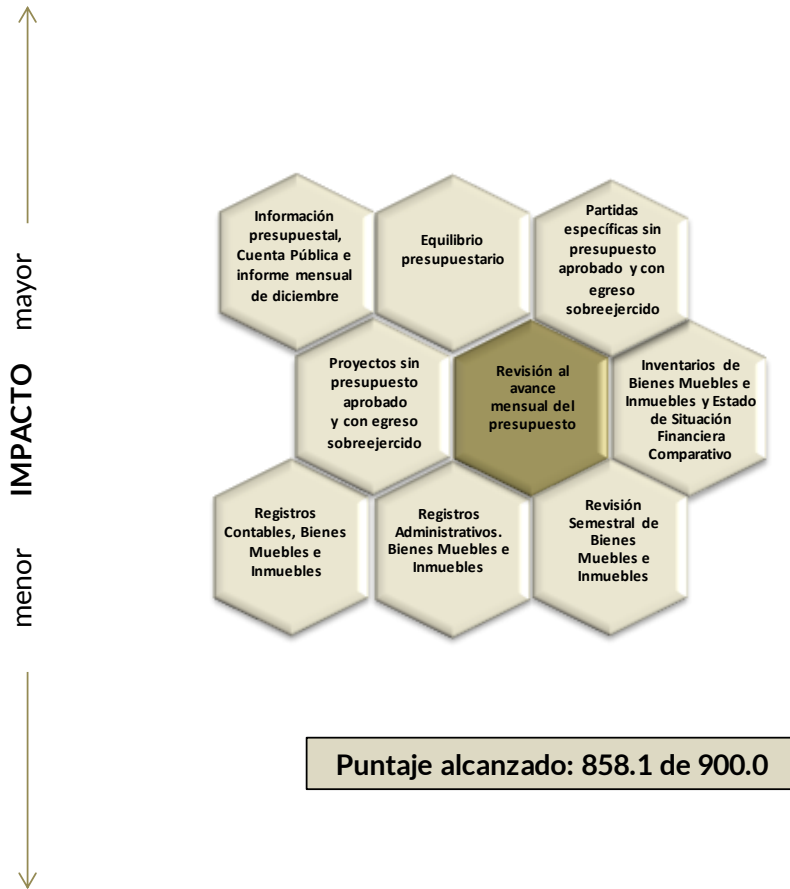 mayor
IMPACTO
menor
Información
presupuestal,
Cuenta Pública e
informe mensual
de diciembre
Equilibrio
presupuestario
Partidas
específicas sin
presupuesto
aprobado y con
egreso
sobreejercido
Proyectos sin
presupuesto
aprobado
y con egreso
sobreejercido
Revisión al
avance
mensual del
presupuesto
Inventarios de
Bienes Muebles e
Inmuebles y Estado
de Situación
Financiera
Comparativo
Registros
Contables, Bienes
Muebles e
Inmuebles
Registros
Administrativos.
Bienes Muebles e
Inmuebles
Revisión
Semestral de
Bienes
Muebles e
Inmuebles
Puntaje alcanzado: 858.1 de 900.0